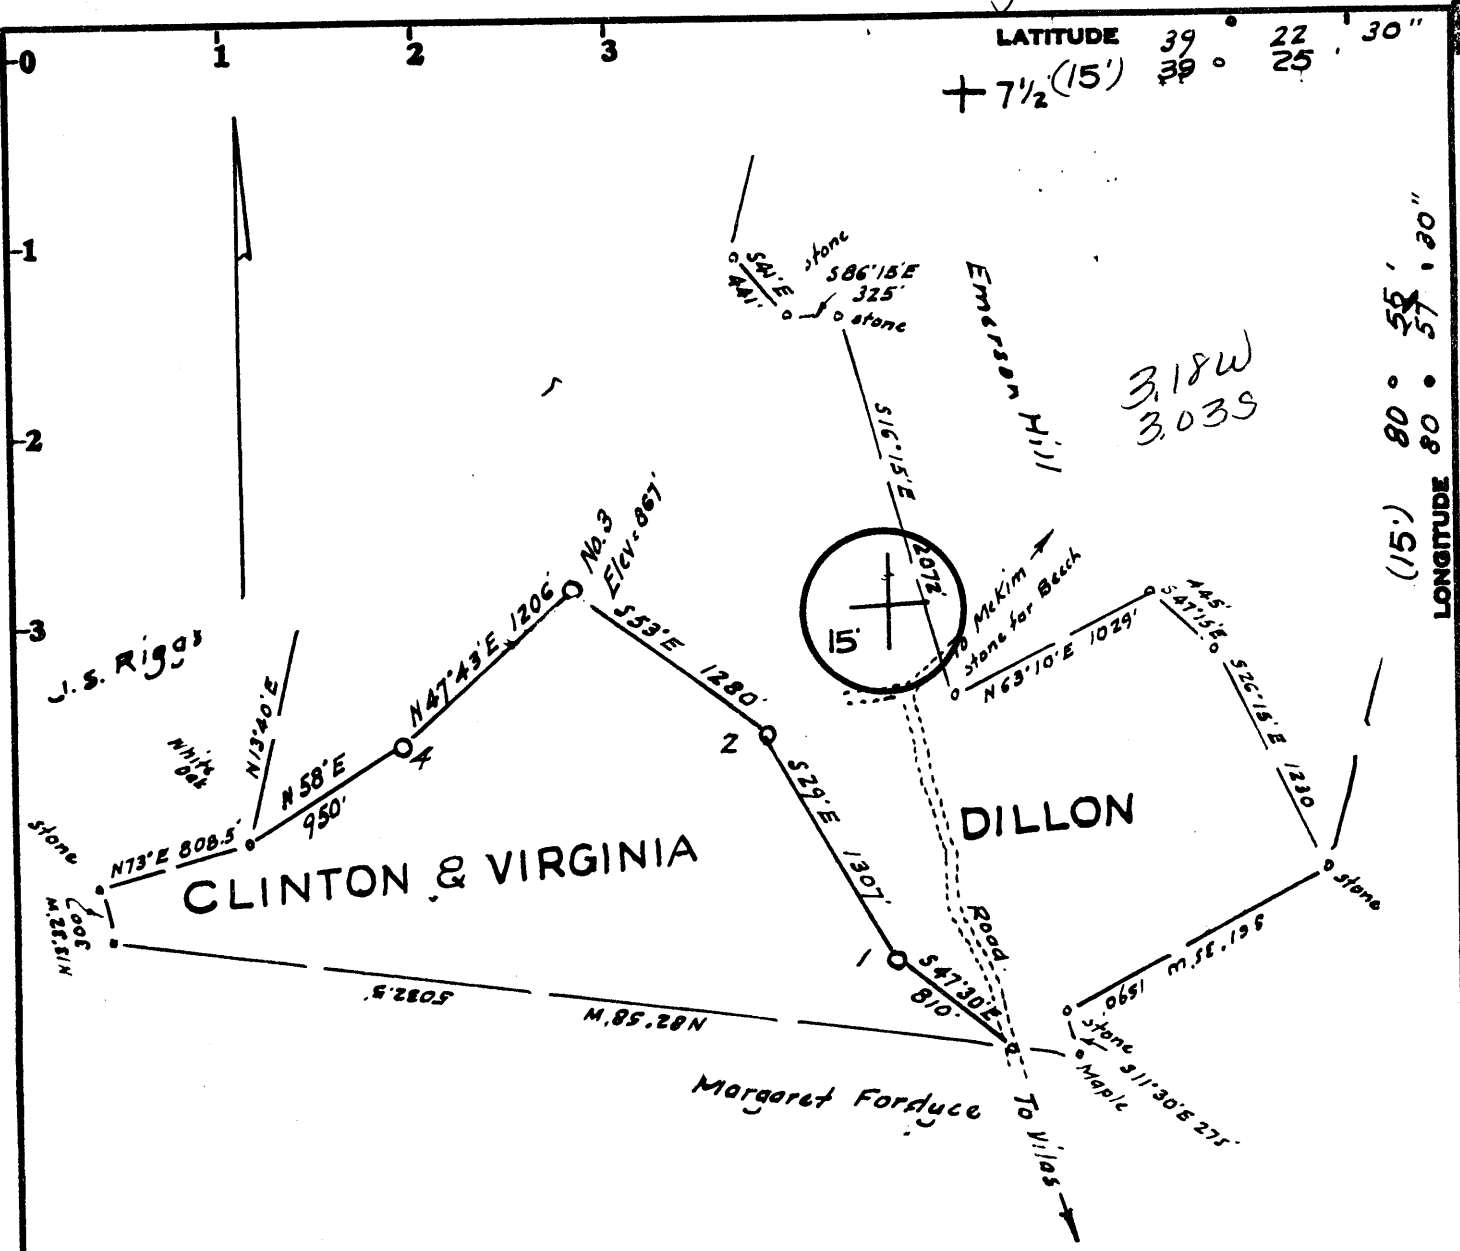 1 2 3
LATITUDE 39° 22' 30"
+ 7½' (15') 39° 25'
0
1
2
3
stone
S41°E
441'
S86°15'E
325'
stone
Emerson Hill
3.18W
3.03S
80° 55'
80° 57' 30"
(15')
LONGITUDE
S16°15'E
2072'
No. 3
Elev = 867'
15'
To McKim
stone for Beech
N63°10'E 1029'
445'
S47°15'E
S26°15'E 1230
J. S. Riggs
White
Oak
N13°40'E
N47°43'E 1206'
4
N58°E
950'
S53°E 1280'
2
S29°E 1307'
stone
N73°E 808.5'
CLINTON & VIRGINIA
DILLON
300'
N13°32'W
5032.5'
N82°58'W
1
S47°30'E
810'
Road
stone
S61°35'W
1590'
stone
S11°30'E 275'
Maple
Margaret Forduce
To Vilas